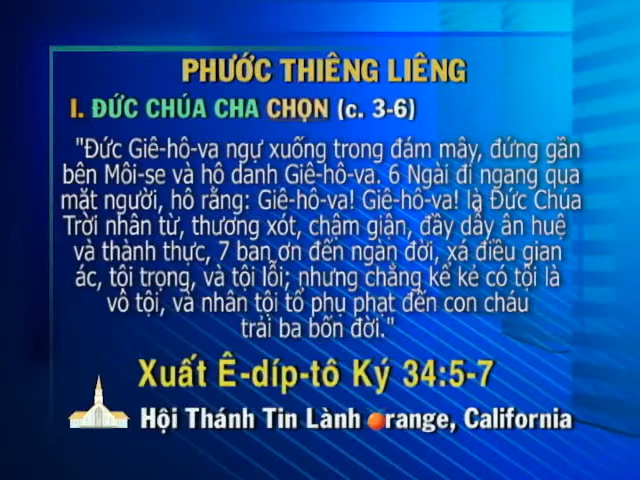 PHƯỚC THIÊNG LIÊNG
I. ĐỨC CHÚA CHA CHỌN (c. 3-6)
"Đức Giê-hô-va ngự xuống trong đám mây, đứng gần
bên Môi-se và hô danh Giê-hô-va. 6 Ngài đi ngang qua
mặt người, hô rằng: Giê-hô-va! Giê-hô-va! là Đức Chúa
Trời nhân từ, thương xót, chậm giận, đầy dẫy ân huệ
và thành thực, 7 ban ơn đến ngàn đời, xá điều gian
ác, tội trọng, và tội lỗi; nhưng chẳng kể kẻ có tội là
vô tội, và nhân tội tổ phụ phạt đến con cháu
trải ba bốn đời."
Xuất Ê-díp-tô Ký 34:5-7
Hội Thánh Tin Lành Orange, California